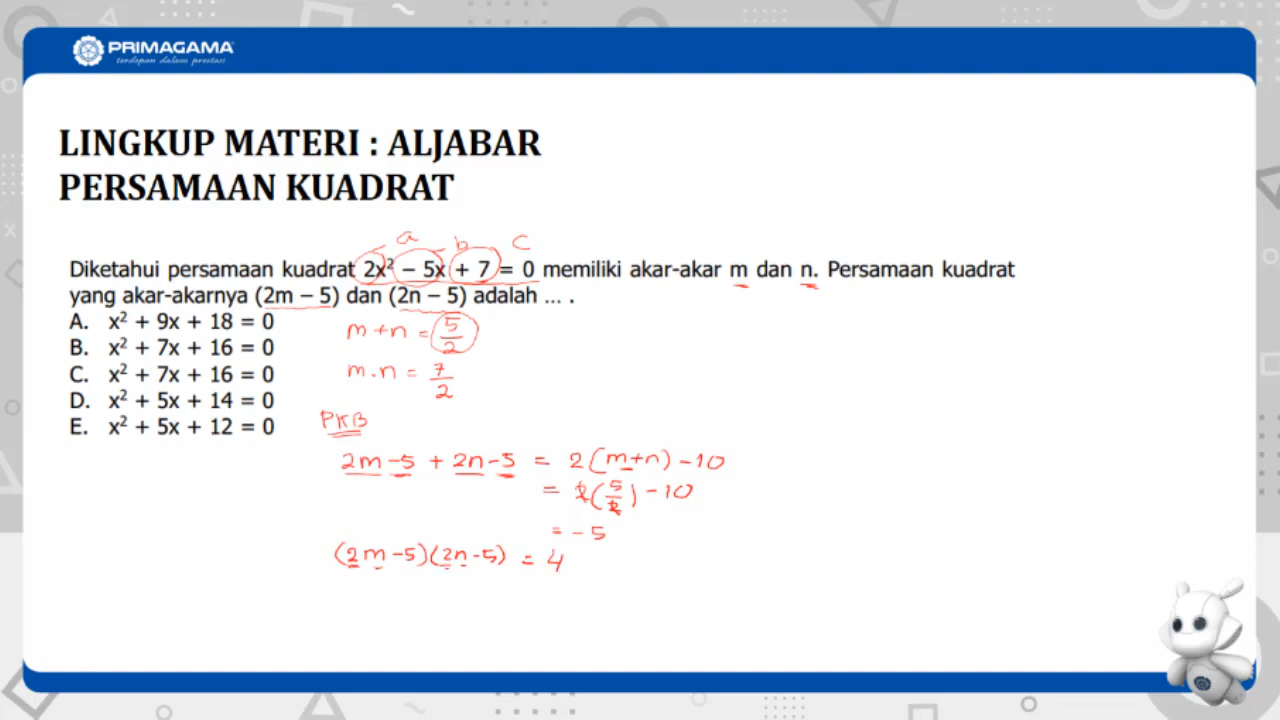 PRIMAGAMA
terdepan dalam prestasi
LINGKUP MATERI : ALJABAR
PERSAMAAN KUADRAT
a b c
Diketahui persamaan kuadrat 2x² – 5x + 7 = 0 memiliki akar-akar m dan n. Persamaan kuadrat
yang akar-akarnya (2m – 5) dan (2n – 5) adalah ... .
A. x² + 9x + 18 = 0
B. x² + 7x + 16 = 0
C. x² + 7x + 16 = 0
D. x² + 5x + 14 = 0
E. x² + 5x + 12 = 0
m + n = 5/2
m . n = 7/2
PKB
2m - 5 + 2n - 5 = 2(m+n) - 10
= 2(5/2) - 10
= - 5
(2m - 5)(2n - 5) = 4